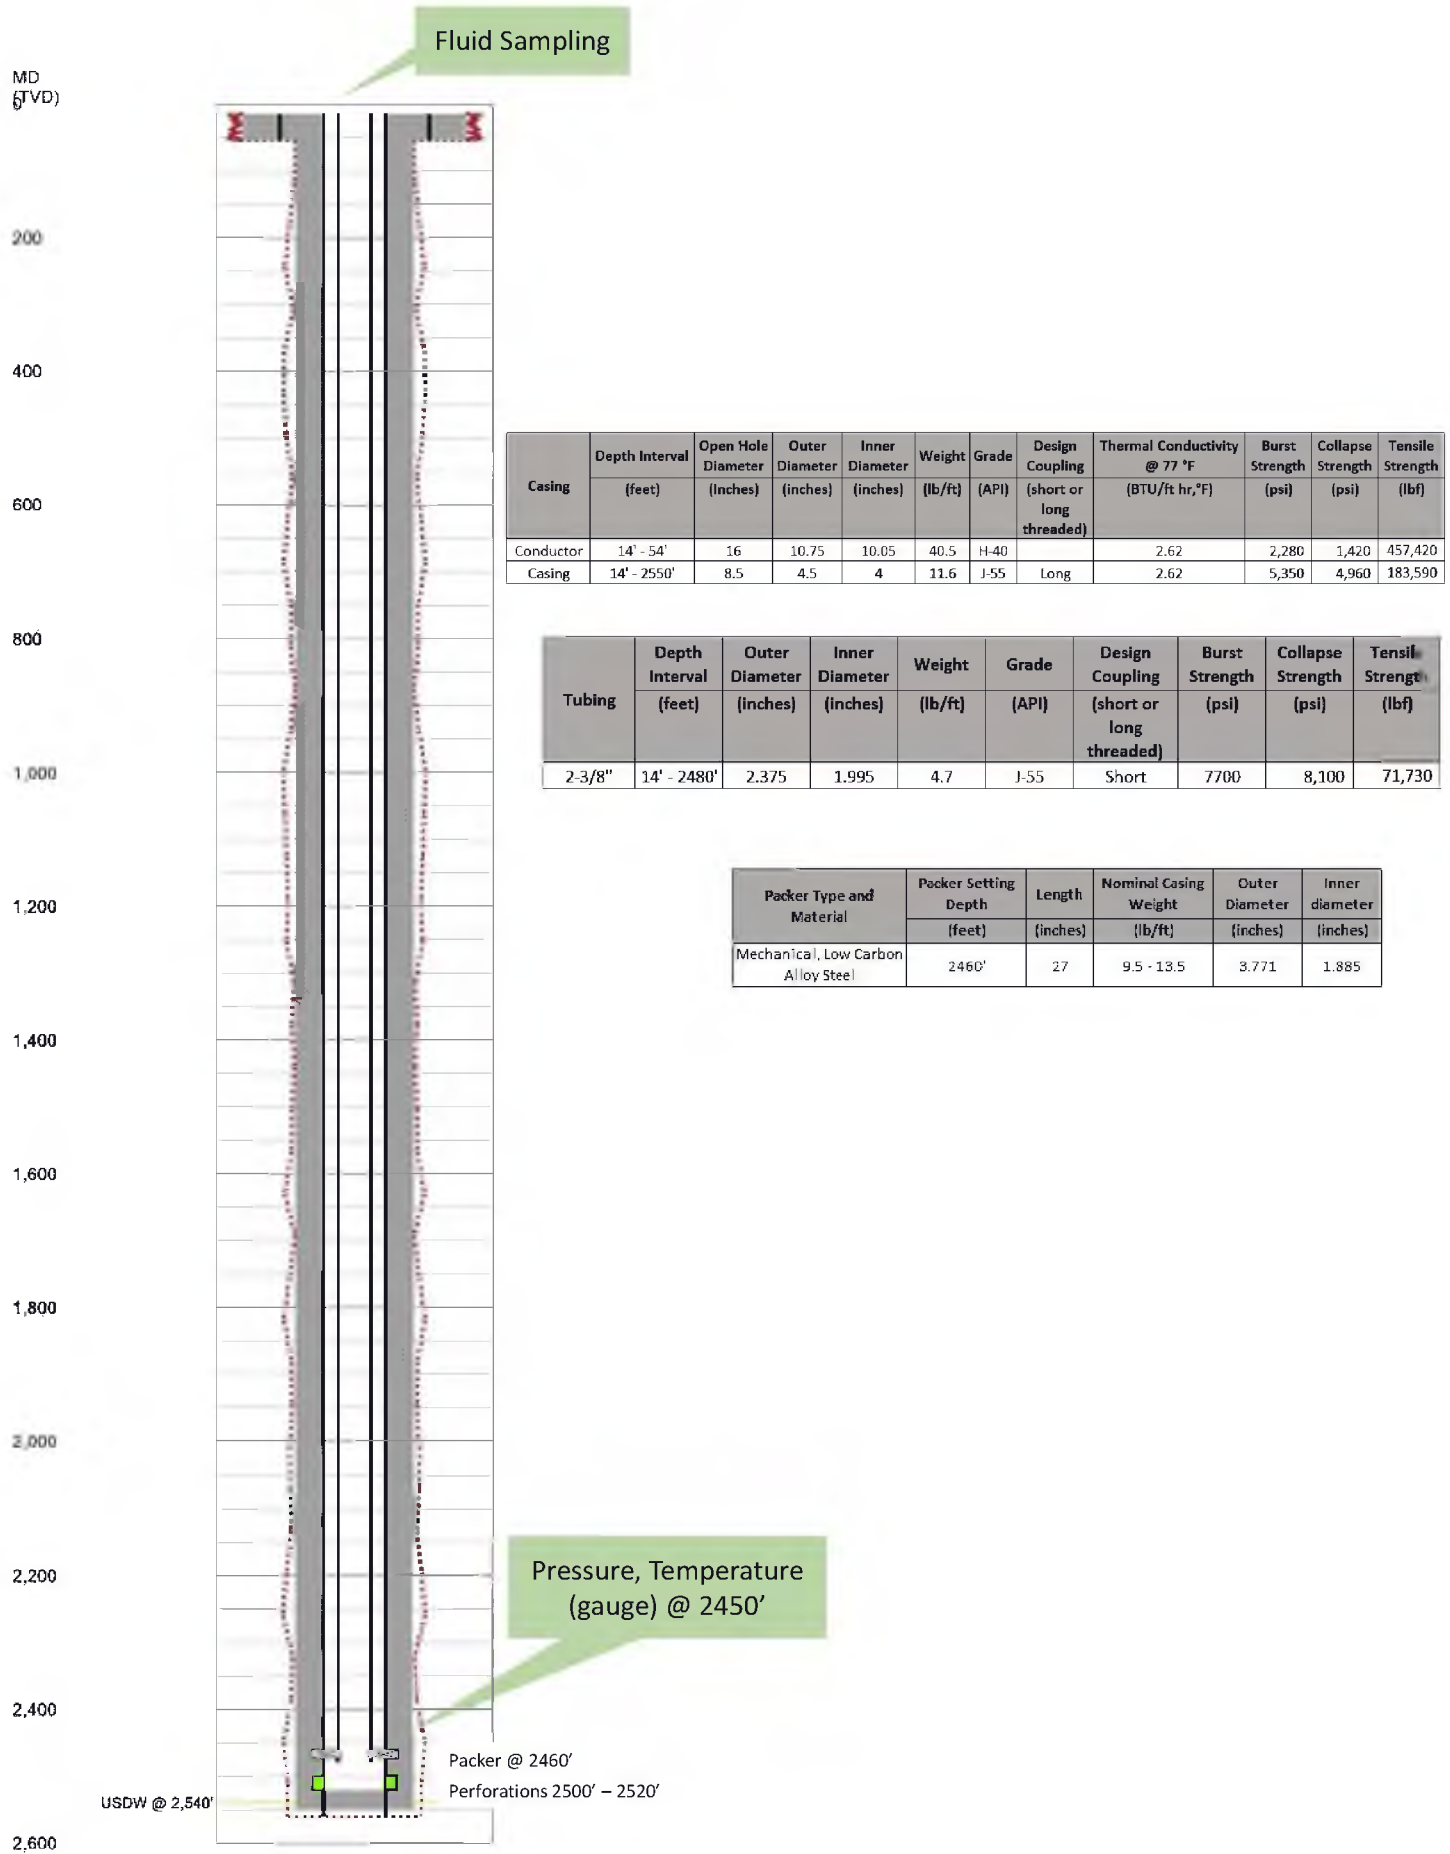 Fluid Sampling
MD
(TVD)
0
200
400
600
800
1,000
1,200
1,400
1,600
1,800
2,000
2,200
2,400
2,600
Casing | Depth Interval | Open Hole Diameter | Outer Diameter | Inner Diameter | Weight | Grade | Design Coupling | Thermal Conductivity @ 77 °F | Burst Strength | Collapse Strength | Tensile Strength
(feet) | (Inches) | (inches) | (inches) | (lb/ft) | (API) | (short or long threaded) | (BTU/ft hr,°F) | (psi) | (psi) | (lbf)
Conductor | 14' - 54' | 16 | 10.75 | 10.05 | 40.5 | H-40 | | 2.62 | 2,280 | 1,420 | 457,420
Casing | 14' - 2550' | 8.5 | 4.5 | 4 | 11.6 | J-55 | Long | 2.62 | 5,350 | 4,960 | 183,590
Tubing | Depth Interval | Outer Diameter | Inner Diameter | Weight | Grade | Design Coupling | Burst Strength | Collapse Strength | Tensile Strength
(feet) | (inches) | (inches) | (lb/ft) | (API) | (short or long threaded) | (psi) | (psi) | (lbf)
2-3/8" | 14' - 2480' | 2.375 | 1.995 | 4.7 | J-55 | Short | 7700 | 8,100 | 71,730
Packer Type and Material | Packer Setting Depth | Length | Nominal Casing Weight | Outer Diameter | Inner diameter
(feet) | (inches) | (lb/ft) | (inches) | (inches)
Mechanical, Low Carbon Alloy Steel | 2460' | 27 | 9.5 - 13.5 | 3.771 | 1.885
Pressure, Temperature
(gauge) @ 2450'
Packer @ 2460'
Perforations 2500' – 2520'
USDW @ 2,540'